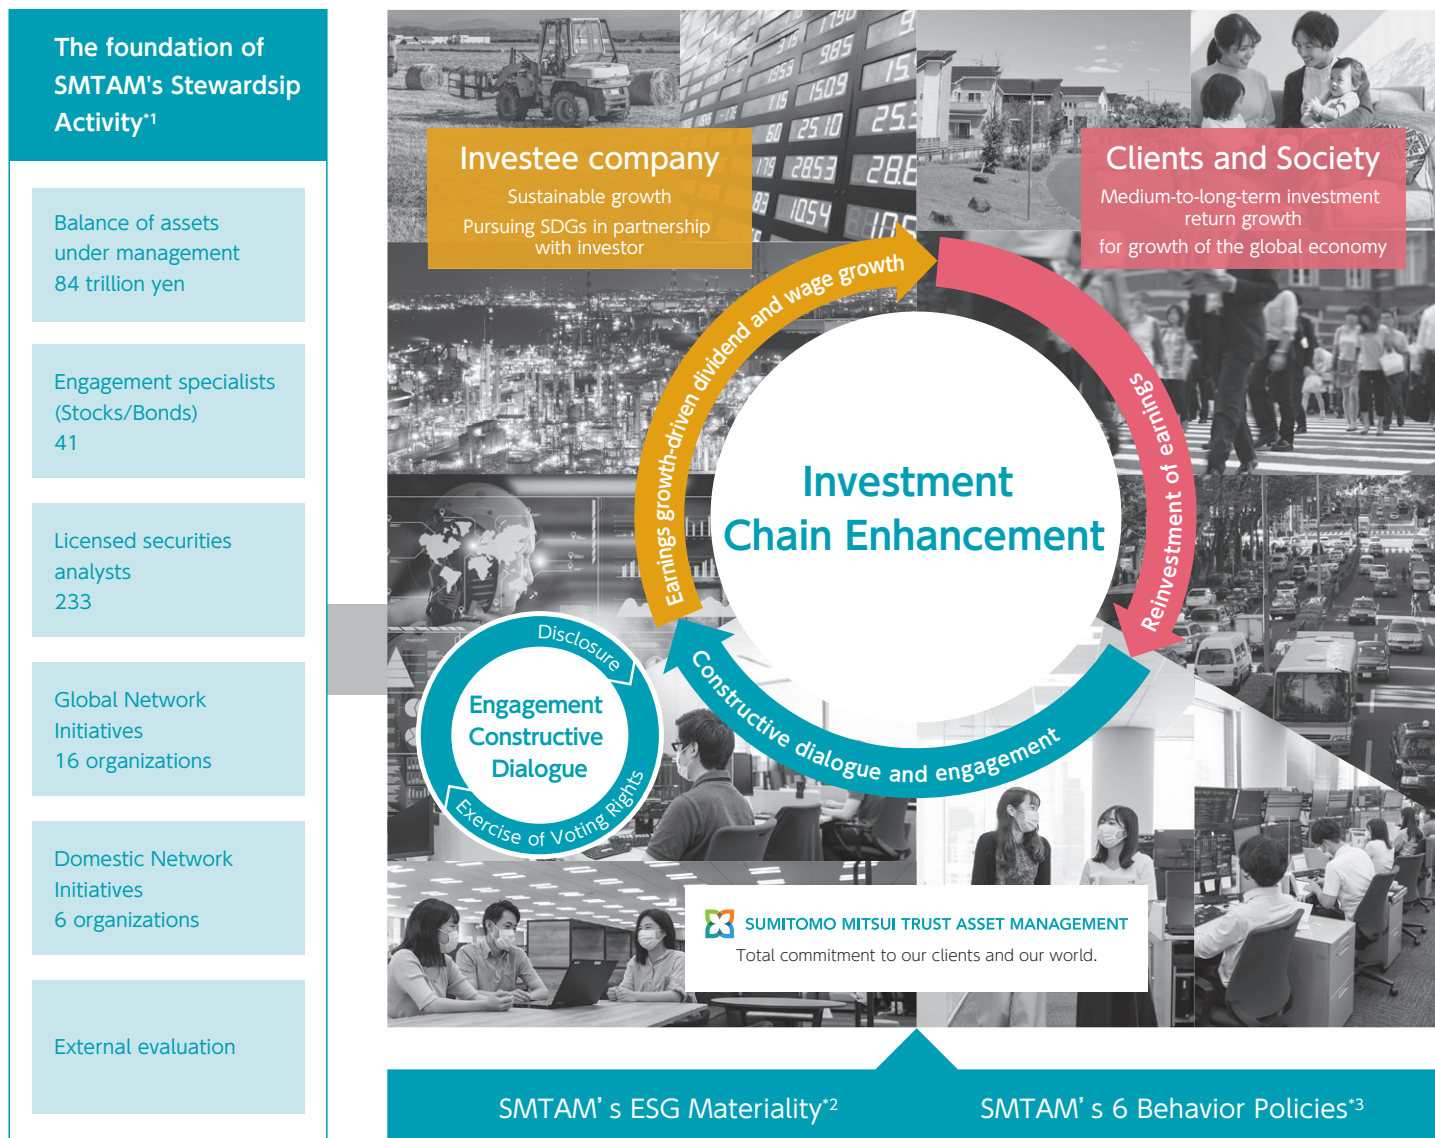 The foundation of
SMTAM's Stewardsip
Activity*1
Balance of assets
under management
84 trillion yen
Engagement specialists
(Stocks/Bonds)
41
Licensed securities
analysts
233
Global Network
Initiatives
16 organizations
Domestic Network
Initiatives
6 organizations
External evaluation
Investee company
Sustainable growth
Pursuing SDGs in partnership
with investor
Clients and Society
Medium-to-long-term investment
return growth
for growth of the global economy
Earnings growth-driven dividend and wage growth
Reinvestment of earnings
Constructive dialogue and engagement
Investment
Chain Enhancement
Disclosure
Engagement
Constructive
Dialogue
Exercise of Voting Rights
SUMITOMO MITSUI TRUST ASSET MANAGEMENT
Total commitment to our clients and our world.
SMTAM's ESG Materiality*2
SMTAM's 6 Behavior Policies*3